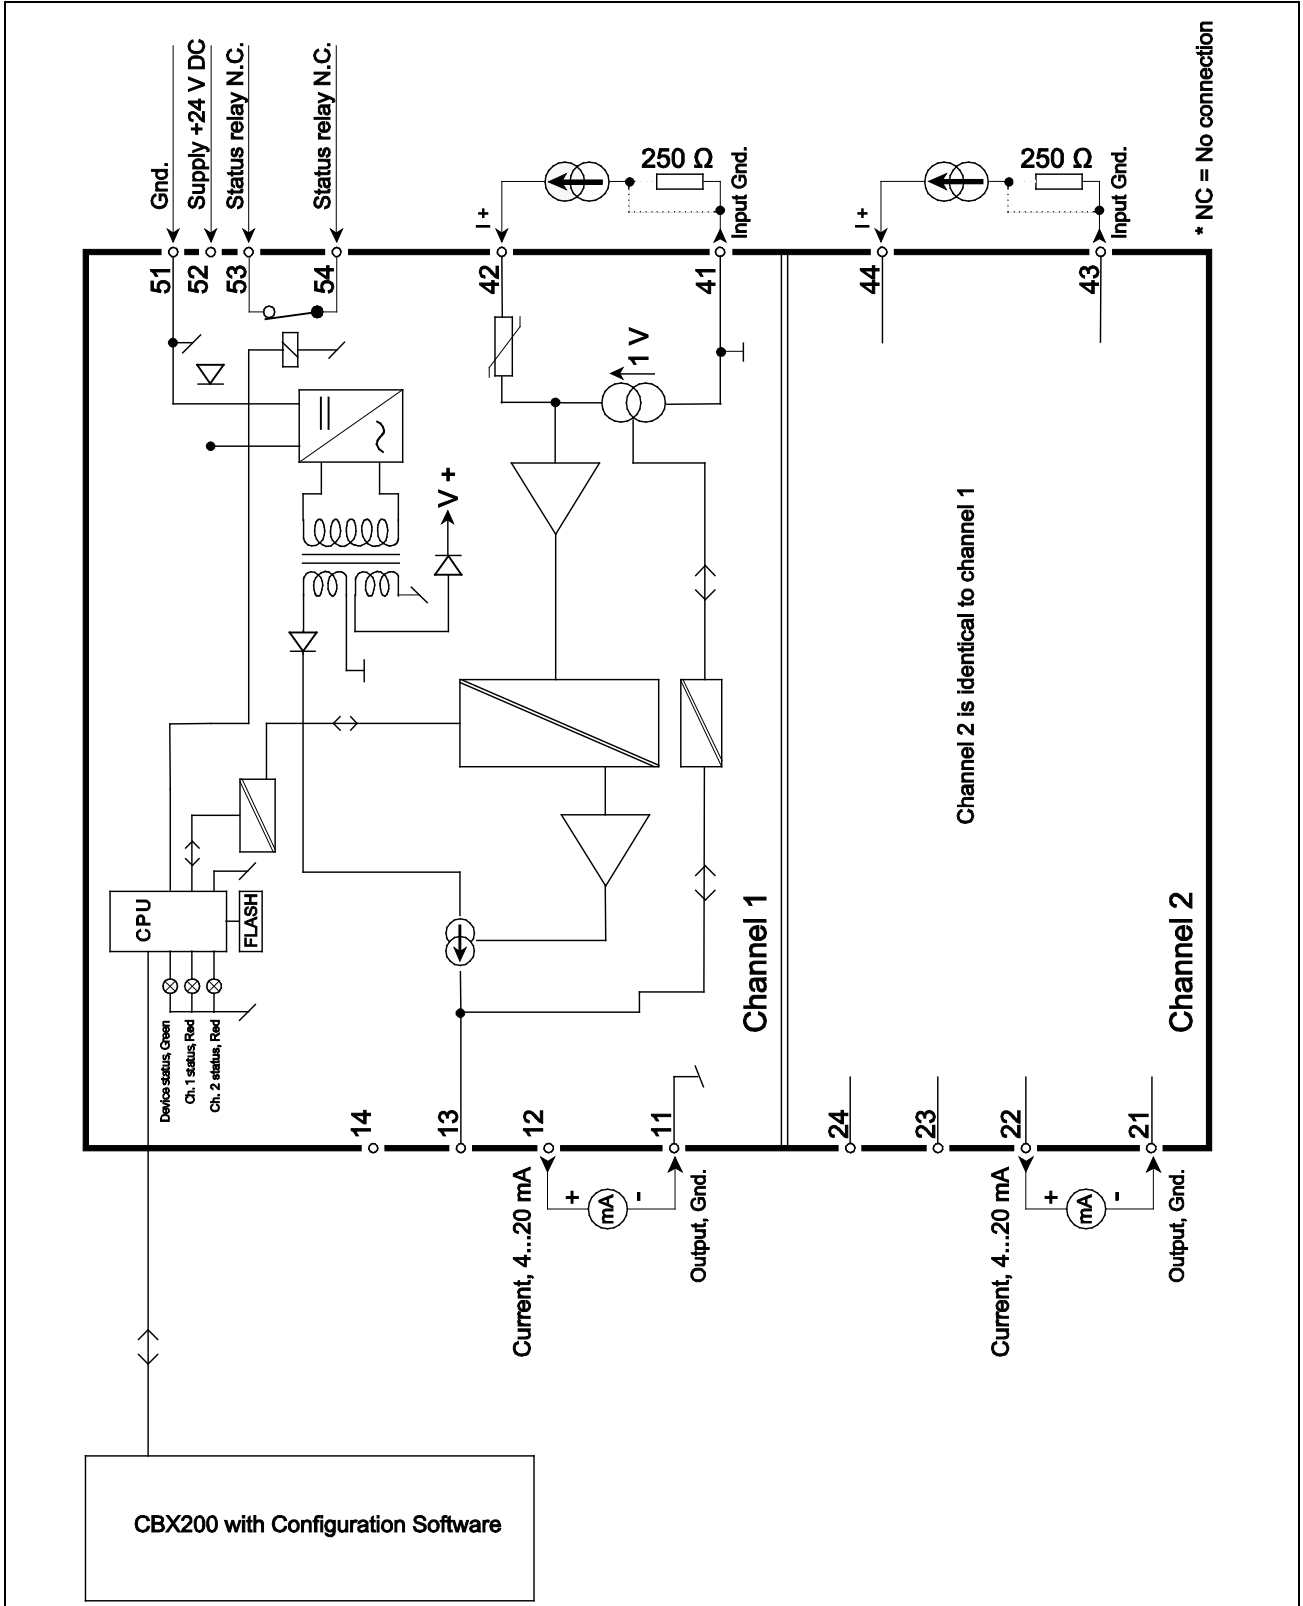 Gnd.
Supply +24 V DC
Status relay N.C.
Status relay N.C.
51
52
53
54
I +
42
250 Ω
Input Gnd.
41
1 V
I +
44
250 Ω
Input Gnd.
43
* NC = No connection
V +
CPU
FLASH
Device status, Green
Ch. 1 status, Red
Ch. 2 status, Red
Channel 1
Channel 2 is identical to channel 1
Channel 2
14
13
12
11
24
23
22
21
Current, 4...20 mA
+
mA
-
Output, Gnd.
Current, 4...20 mA
+
mA
-
Output, Gnd.
CBX200 with Configuration Software